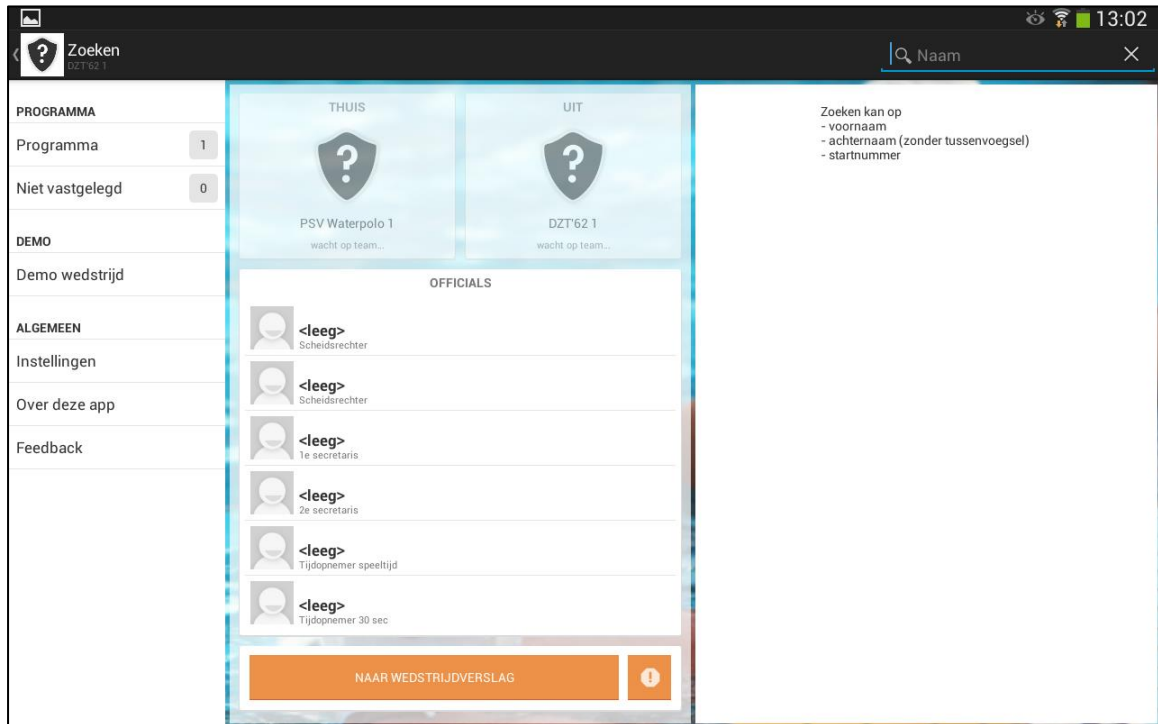 13:02
Zoeken
DZT'62 1
Naam
PROGRAMMA
Programma 1
Niet vastgelegd 0
DEMO
Demo wedstrijd
ALGEMEEN
Instellingen
Over deze app
Feedback
THUIS
PSV Waterpolo 1
wacht op team...
UIT
DZT'62 1
wacht op team...
OFFICIALS
<leeg>
Scheidsrechter
<leeg>
Scheidsrechter
<leeg>
1e secretaris
<leeg>
2e secretaris
<leeg>
Tijdopnemer speeltijd
<leeg>
Tijdopnemer 30 sec
NAAR WEDSTRIJDVERSLAG
Zoeken kan op
- voornaam
- achternaam (zonder tussenvoegsel)
- startnummer